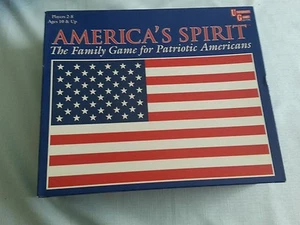 Players 2-8
Ages 10 & Up
AMERICA'S SPIRIT
The Family Game for Patriotic Americans